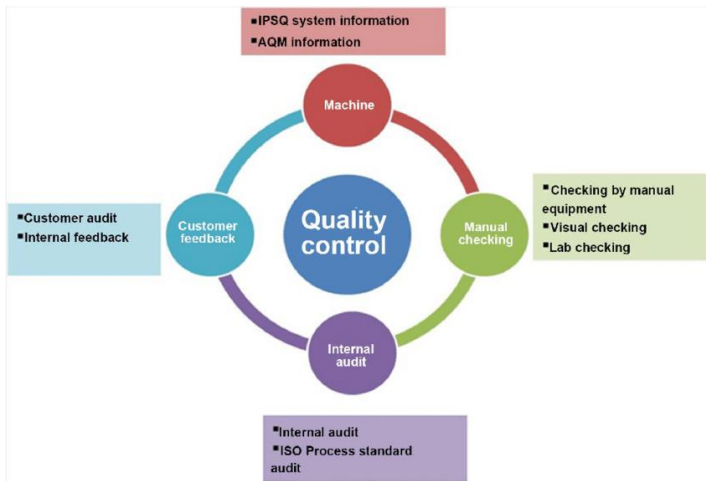 ▪IPSQ system information
▪AQM information
Machine
▪Customer audit
▪Internal feedback
Customer
feedback
Quality
control
Manual
checking
▪Checking by manual
equipment
▪Visual checking
▪Lab checking
Internal
audit
▪Internal audit
▪ISO Process standard
audit